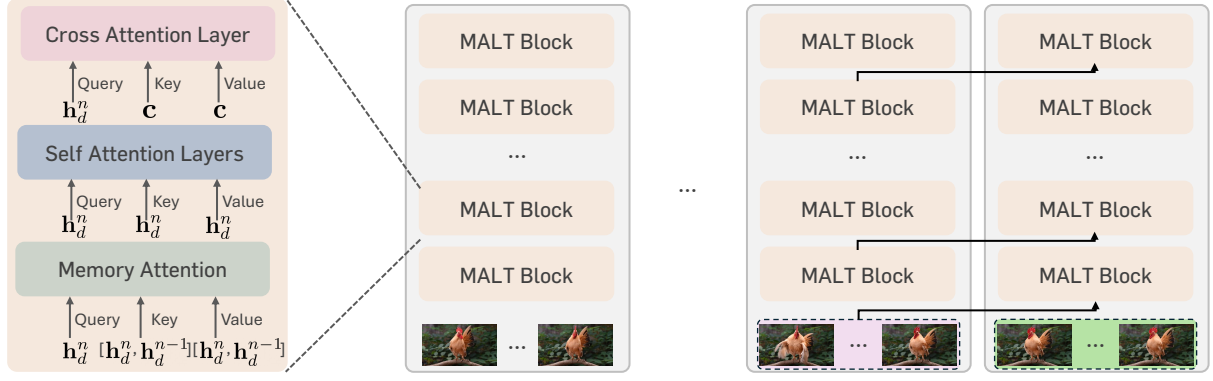 Cross Attention Layer
Query Key Value
h_d^n c c
Self Attention Layers
Query Key Value
h_d^n h_d^n h_d^n
Memory Attention
Query Key Value
h_d^n [h_d^n, h_d^{n-1}][h_d^n, h_d^{n-1}]
MALT Block
MALT Block
...
MALT Block
MALT Block
...
...
MALT Block
MALT Block
...
MALT Block
MALT Block
...
MALT Block
MALT Block
...
MALT Block
MALT Block
...